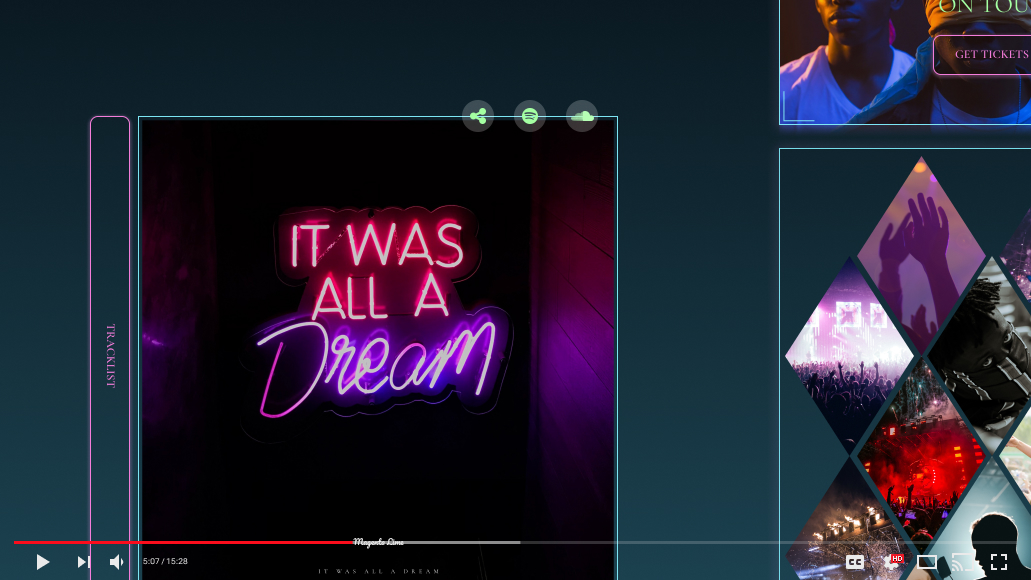 ON TOU
GET TICKETS
TRACKLIST
IT WAS
ALL A
Dream
Magenta Lime
IT WAS ALL A DREAM
5:07 / 15:28
CC
HD